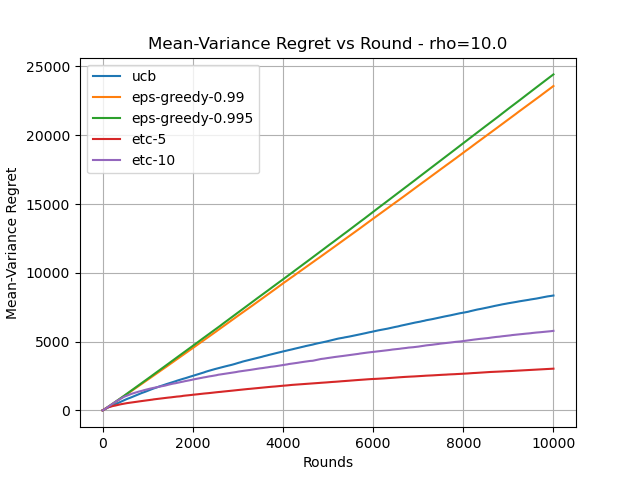 Mean-Variance Regret vs Round - rho=10.0
25000
20000
15000
10000
5000
0
Mean-Variance Regret
ucb
eps-greedy-0.99
eps-greedy-0.995
etc-5
etc-10
0 2000 4000 6000 8000 10000
Rounds